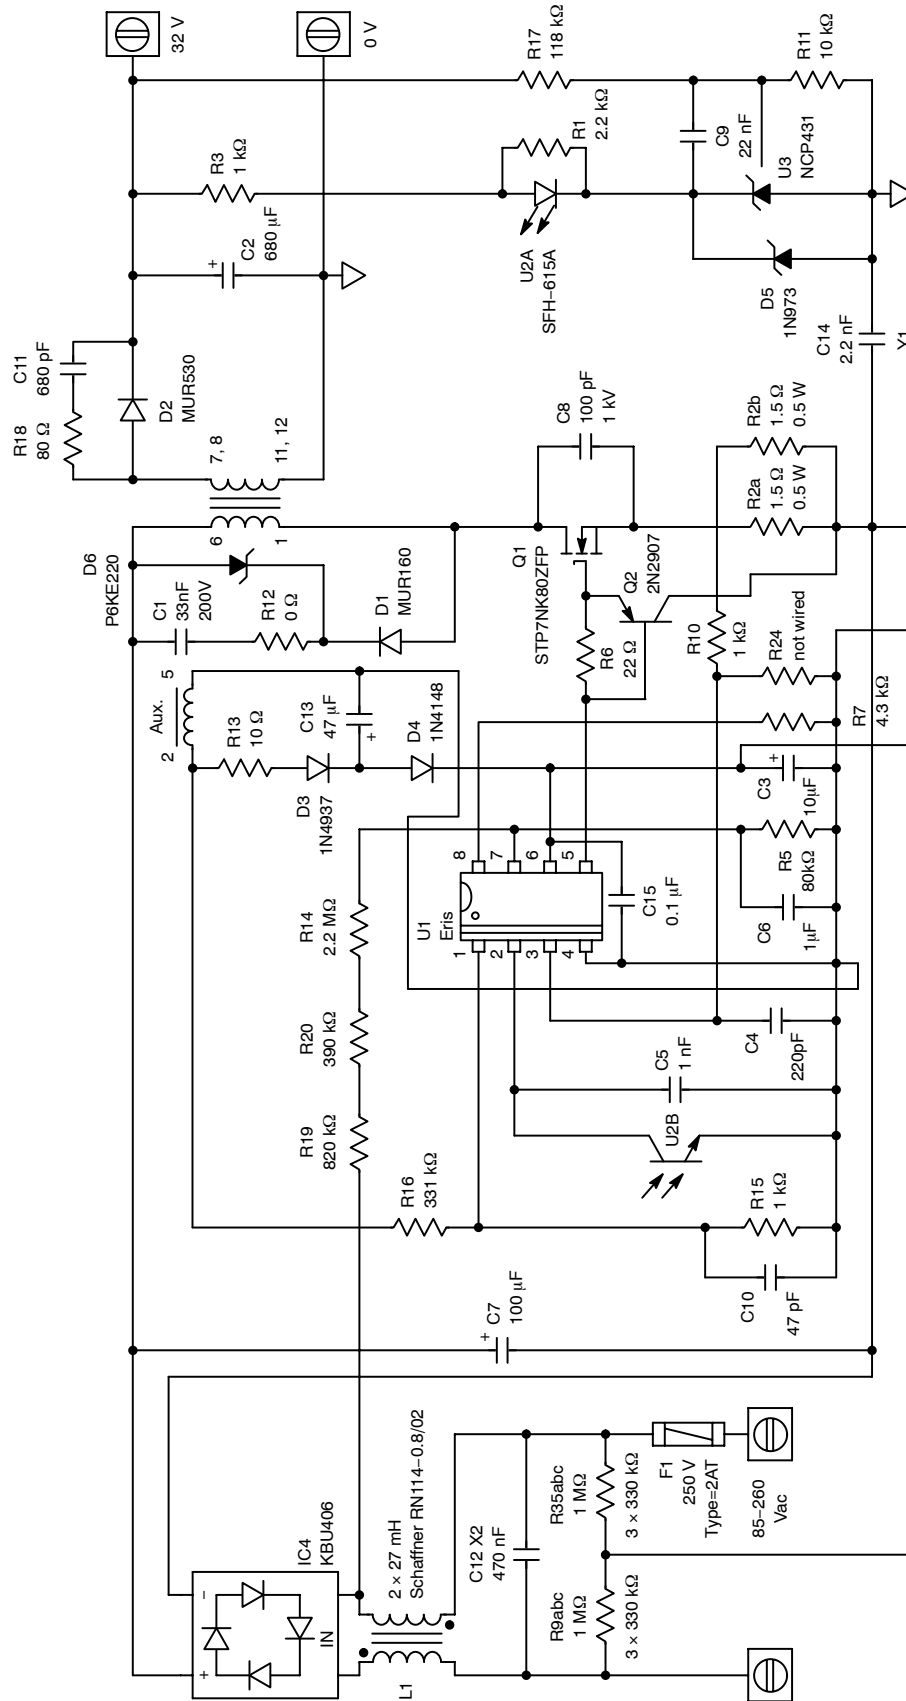 32 V
0 V
R17
118 kΩ
R11
10 kΩ
R1
2.2 kΩ
C9
22 nF
U3
NCP431
R3
1 kΩ
+
C2
680 µF
U2A
SFH−615A
D5
1N973
C14
2.2 nF
Y1
C11
680 pF
R18
80 Ω
D2
MUR530
7, 8
11, 12
6
1
C8
100 pF
1 kV
R2b
1.5 Ω
0.5 W
R2a
1.5 Ω
0.5 W
Q1
STP7NK80ZFP
Q2
2N2907
D6
P6KE220
C1
33nF
200V
R12
0 Ω
D1
MUR160
R6
22 Ω
R10
1 kΩ
R24
not wired
R7
4.3 kΩ
5
Aux.
2
R13
10 Ω
C13
47 µF
+
D4
1N4148
D3
1N4937
+
C3
10µF
R5
80kΩ
C6
1µF
8
7
6
5
U1
Eris
1
2
3
4
C15
0.1 µF
R14
2.2 MΩ
R20
390 kΩ
R19
820 kΩ
C4
220pF
C5
1 nF
U2B
R16
331 kΩ
R15
1 kΩ
C10
47 pF
+
C7
100 µF
IC4
KBU406
−
+
IN
2 × 27 mH
Schaffner RN114−0.8/02
L1
C12 X2
470 nF
R35abc
1 MΩ
3 × 330 kΩ
R9abc
1 MΩ
3 × 330 kΩ
F1
250 V
Type=2AT
85−260
Vac